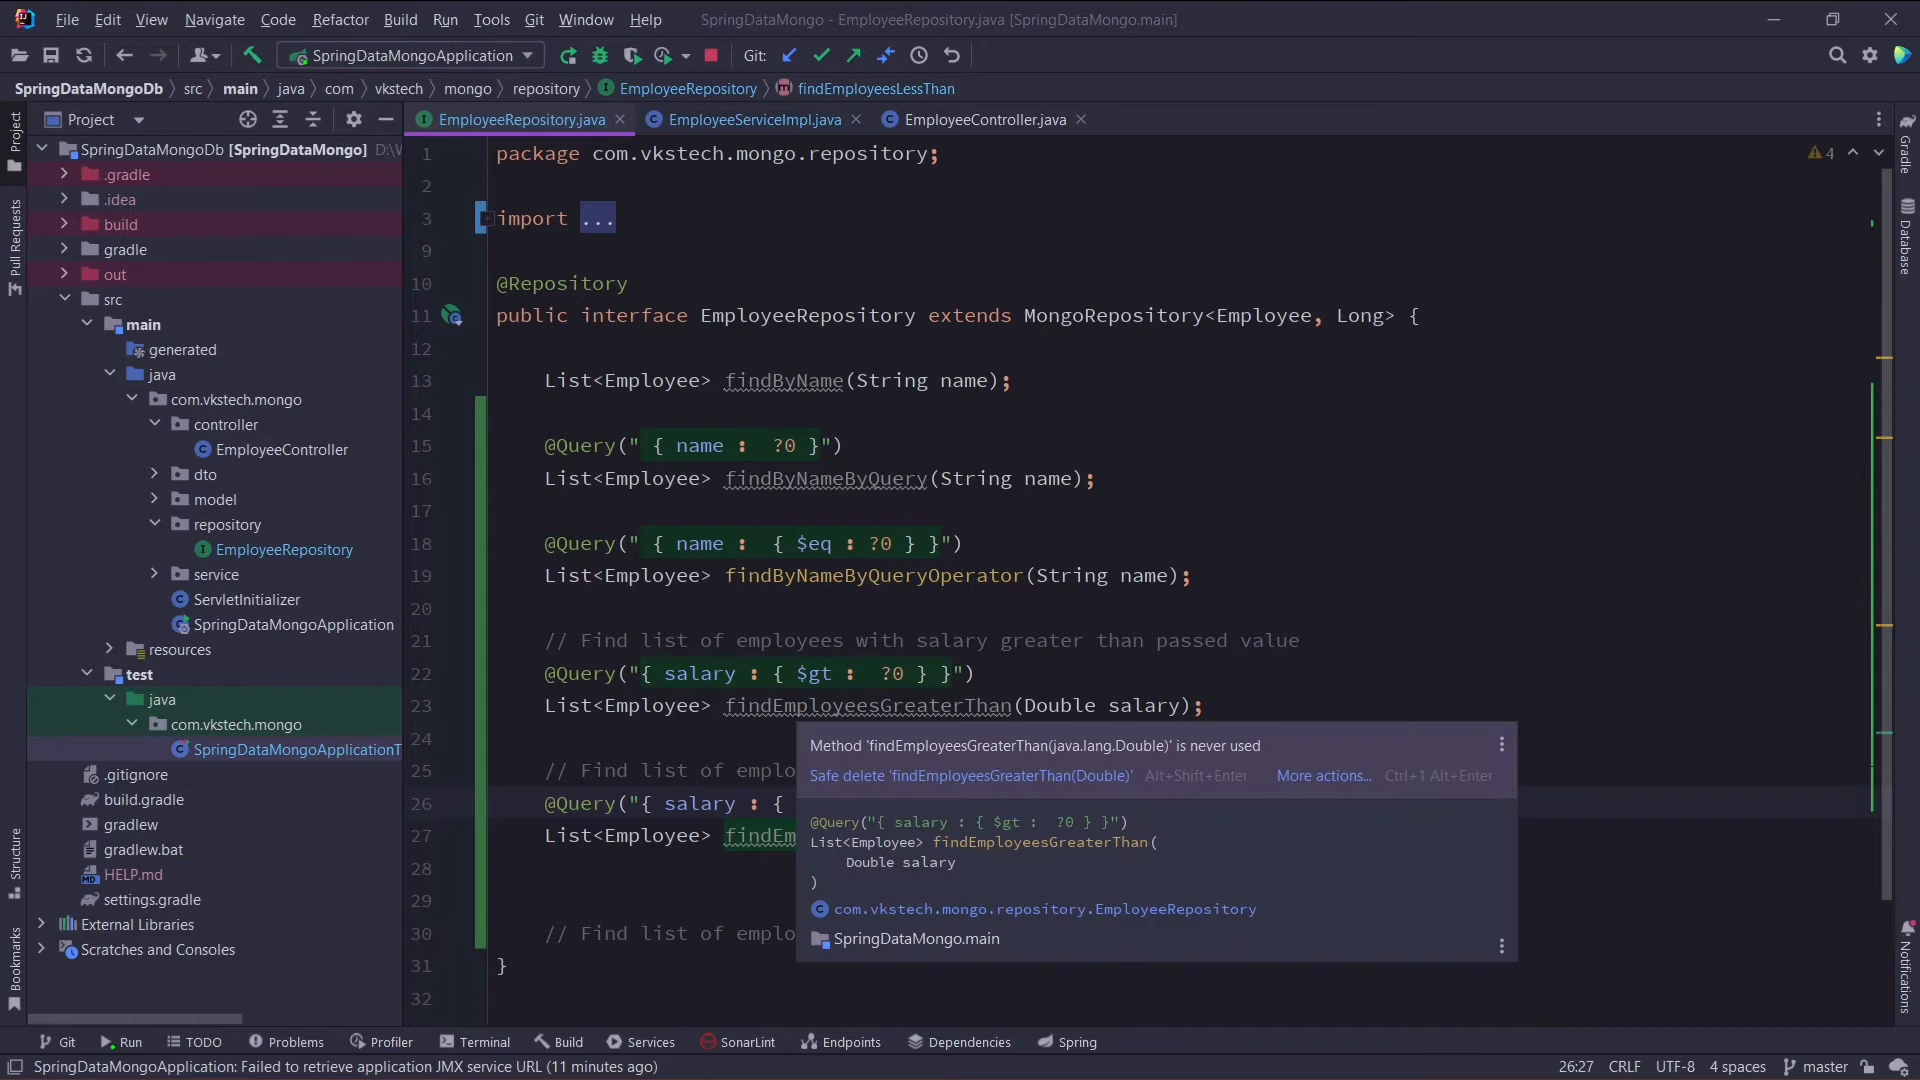 File Edit View Navigate Code Refactor Build Run Tools Git Window Help SpringDataMongo - EmployeeRepository.java [SpringDataMongo.main]
SpringDataMongoApplication Git:
SpringDataMongoDb src main java com vkstech mongo repository EmployeeRepository findEmployeesLessThan
Project
EmployeeRepository.java EmployeeServiceImpl.java EmployeeController.java
Project
Pull Requests
Structure
Bookmarks
SpringDataMongoDb [SpringDataMongo] D:\V
.gradle
.idea
build
gradle
out
src
main
generated
java
com.vkstech.mongo
controller
EmployeeController
dto
model
repository
EmployeeRepository
service
ServletInitializer
SpringDataMongoApplication
resources
test
java
com.vkstech.mongo
SpringDataMongoApplicationT
.gitignore
build.gradle
gradlew
gradlew.bat
HELP.md
settings.gradle
External Libraries
Scratches and Consoles
1 package com.vkstech.mongo.repository;
2
3 import ...
9
10 @Repository
11 public interface EmployeeRepository extends MongoRepository<Employee, Long> {
12
13 List<Employee> findByName(String name);
14
15 @Query(" { name :  ?0 }")
16 List<Employee> findByNameByQuery(String name);
17
18 @Query(" { name :  { $eq : ?0 } }")
19 List<Employee> findByNameByQueryOperator(String name);
20
21 // Find list of employees with salary greater than passed value
22 @Query("{ salary : { $gt :  ?0 } }")
23 List<Employee> findEmployeesGreaterThan(Double salary);
24
25 // Find list of emplo
26 @Query("{ salary : {
27 List<Employee> findEm
28
29
30 // Find list of emplo
31 }
32
4
Method 'findEmployeesGreaterThan(java.lang.Double)' is never used
Safe delete 'findEmployeesGreaterThan(Double)' Alt+Shift+Enter More actions... Ctrl+1 Alt+Enter
@Query("{ salary : { $gt :  ?0 } }")
List<Employee> findEmployeesGreaterThan(
Double salary
)
com.vkstech.mongo.repository.EmployeeRepository
SpringDataMongo.main
Gradle
Database
Notifications
Git Run TODO Problems Profiler Terminal Build Services SonarLint Endpoints Dependencies Spring
SpringDataMongoApplication: Failed to retrieve application JMX service URL (11 minutes ago) 26:27 CRLF UTF-8 4 spaces master